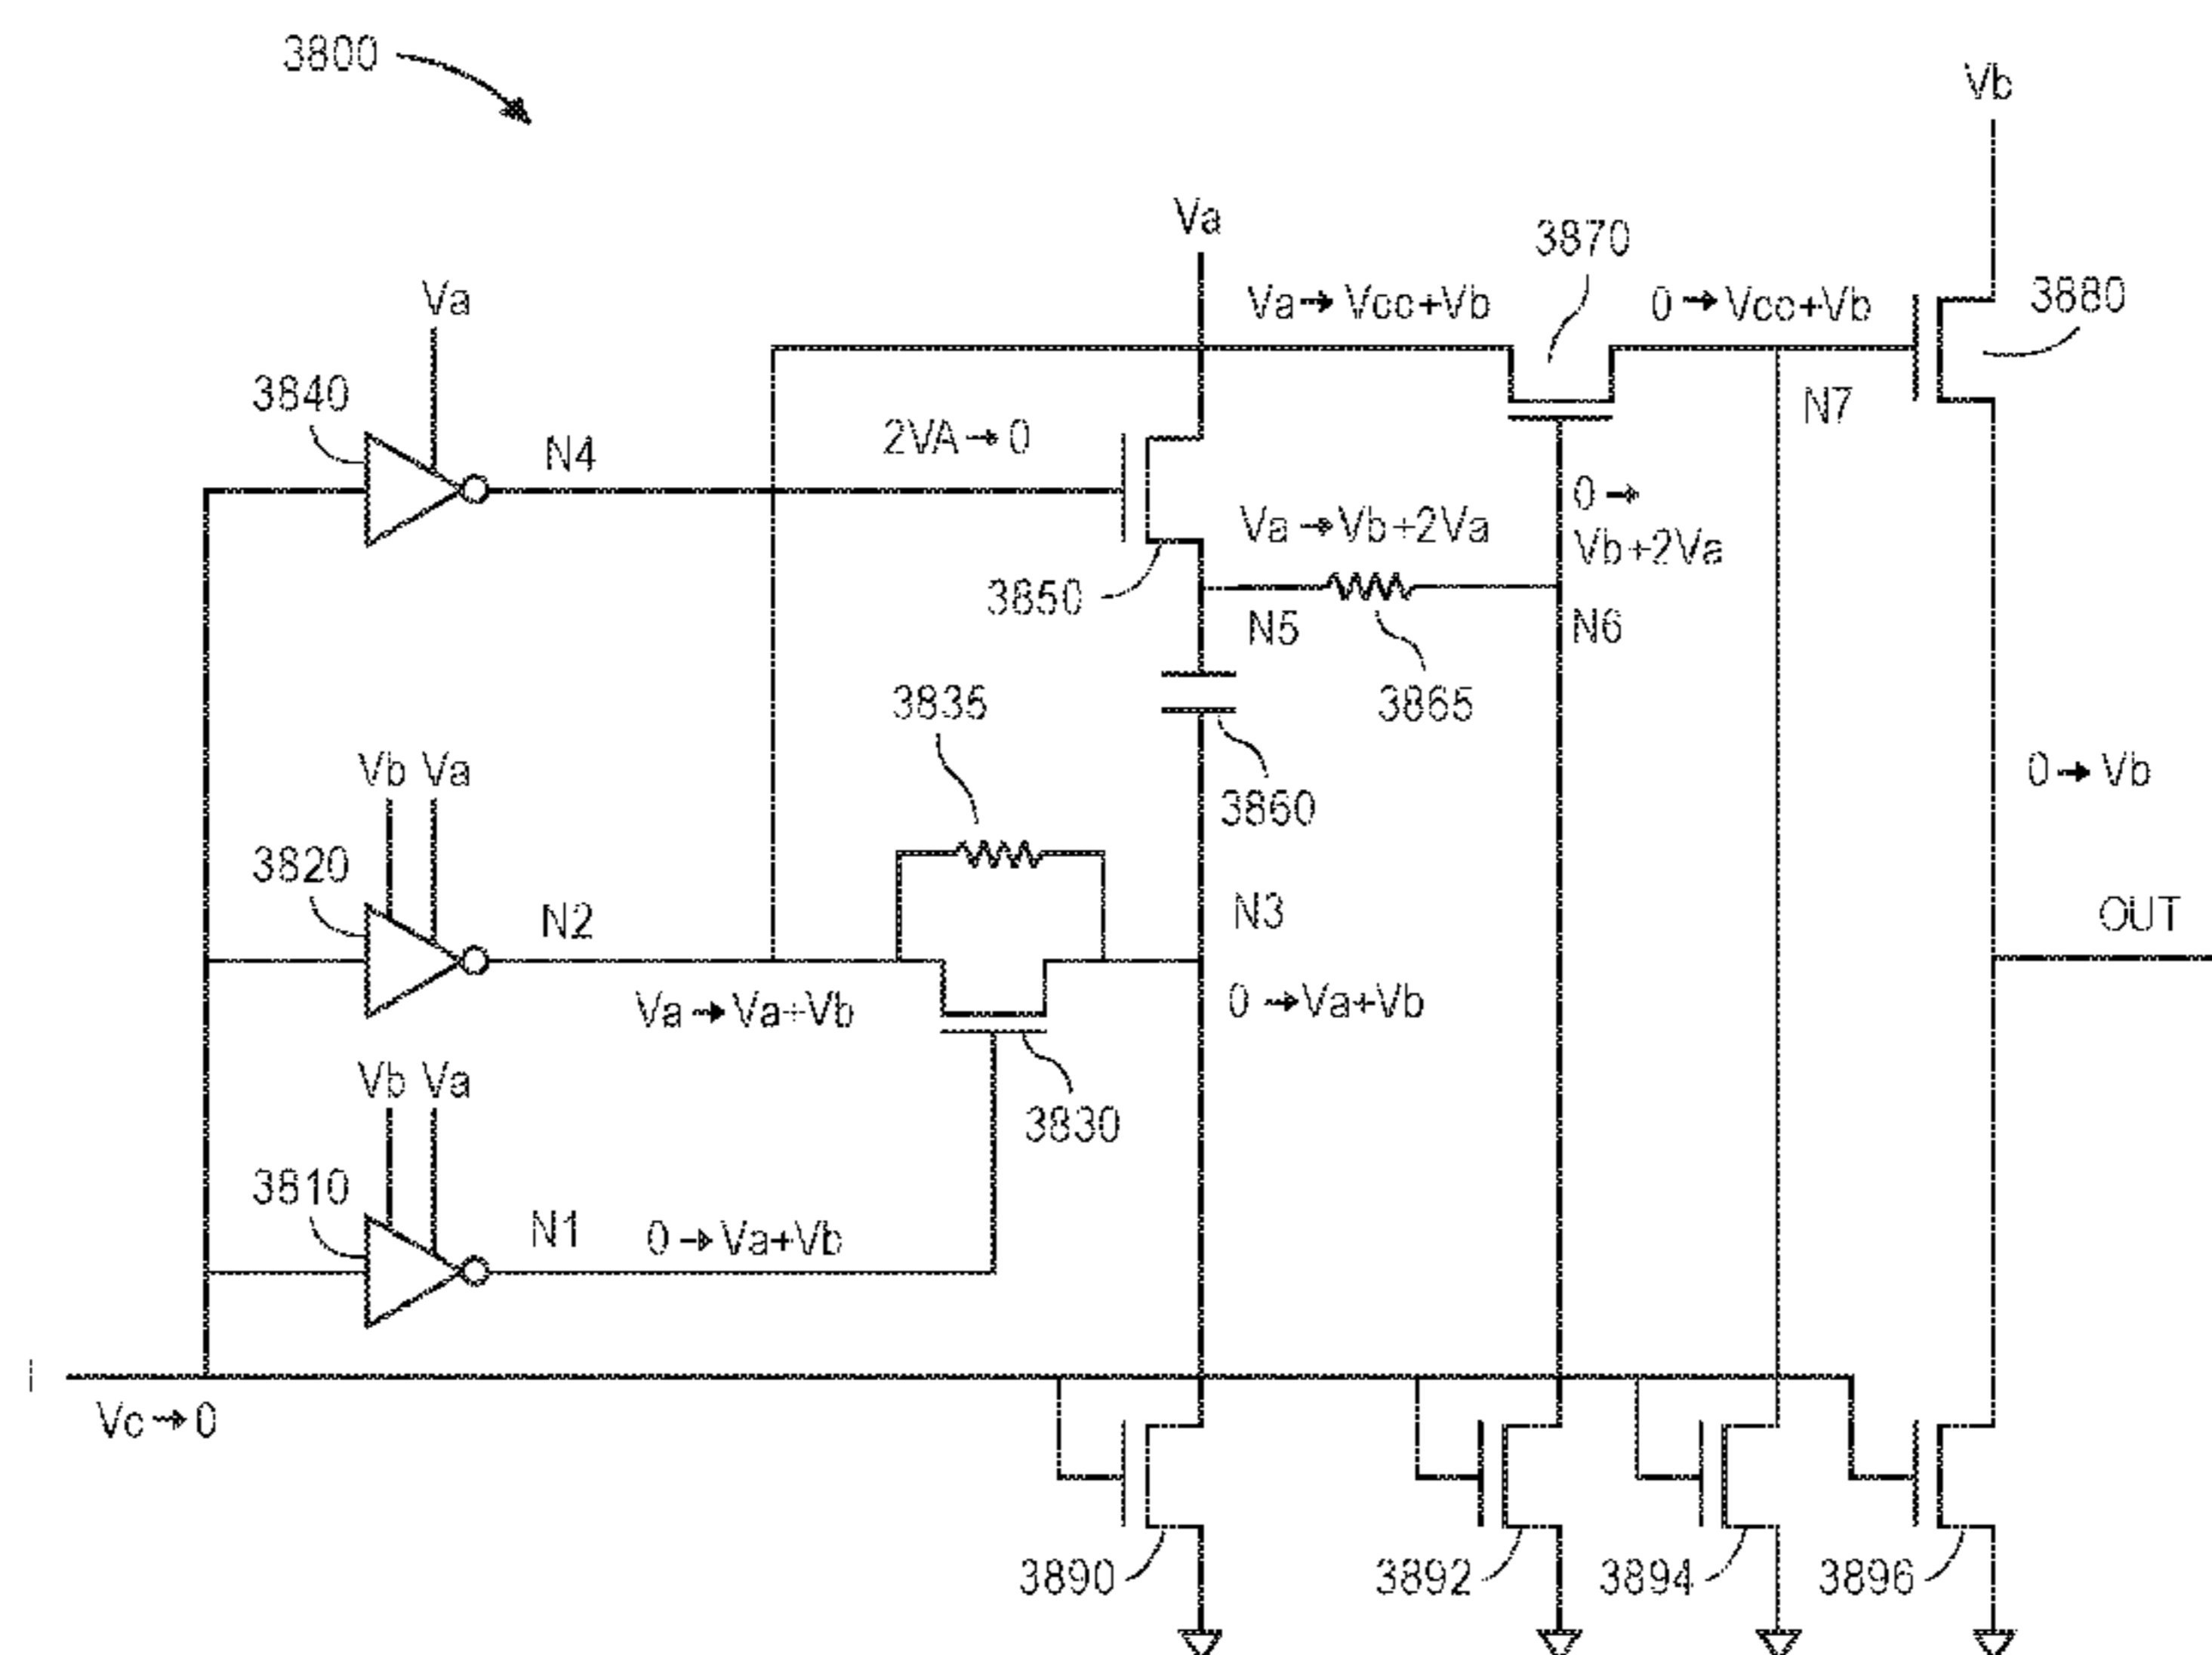 3800
Vb
Va
3870
Va→Vcc+Vb
0→Vcc+Vb
3880
Va
3840
N4
2VA→0
N7
0→
Vb+2Va
Va→Vb+2Va
3850
N5
N6
3865
3835
Vb Va
3860
0→Vb
3820
N2
N3
OUT
Va→Va+Vb
0→Va+Vb
Vb Va
3830
3810
N1
0→Va+Vb
Vc→0
3890
3892
3894
3896